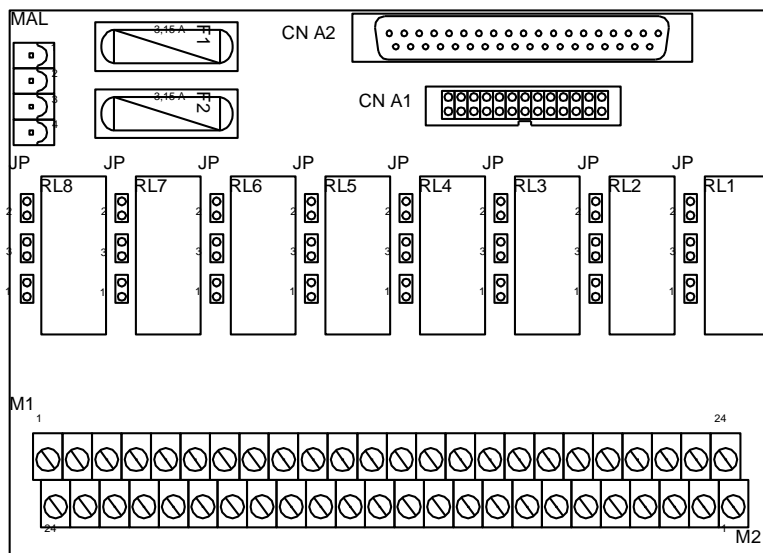 MAL
3,15 A
F1
CN A2
1
2
3
4
3,15 A
F2
CN A1
JP JP JP JP JP JP JP JP
RL8 RL7 RL6 RL5 RL4 RL3 RL2 RL1
2 2 2 2 2 2 2 2
3 3 3 3 3 3 3 3
1 1 1 1 1 1 1 1
M1
1 24
24 1
M2